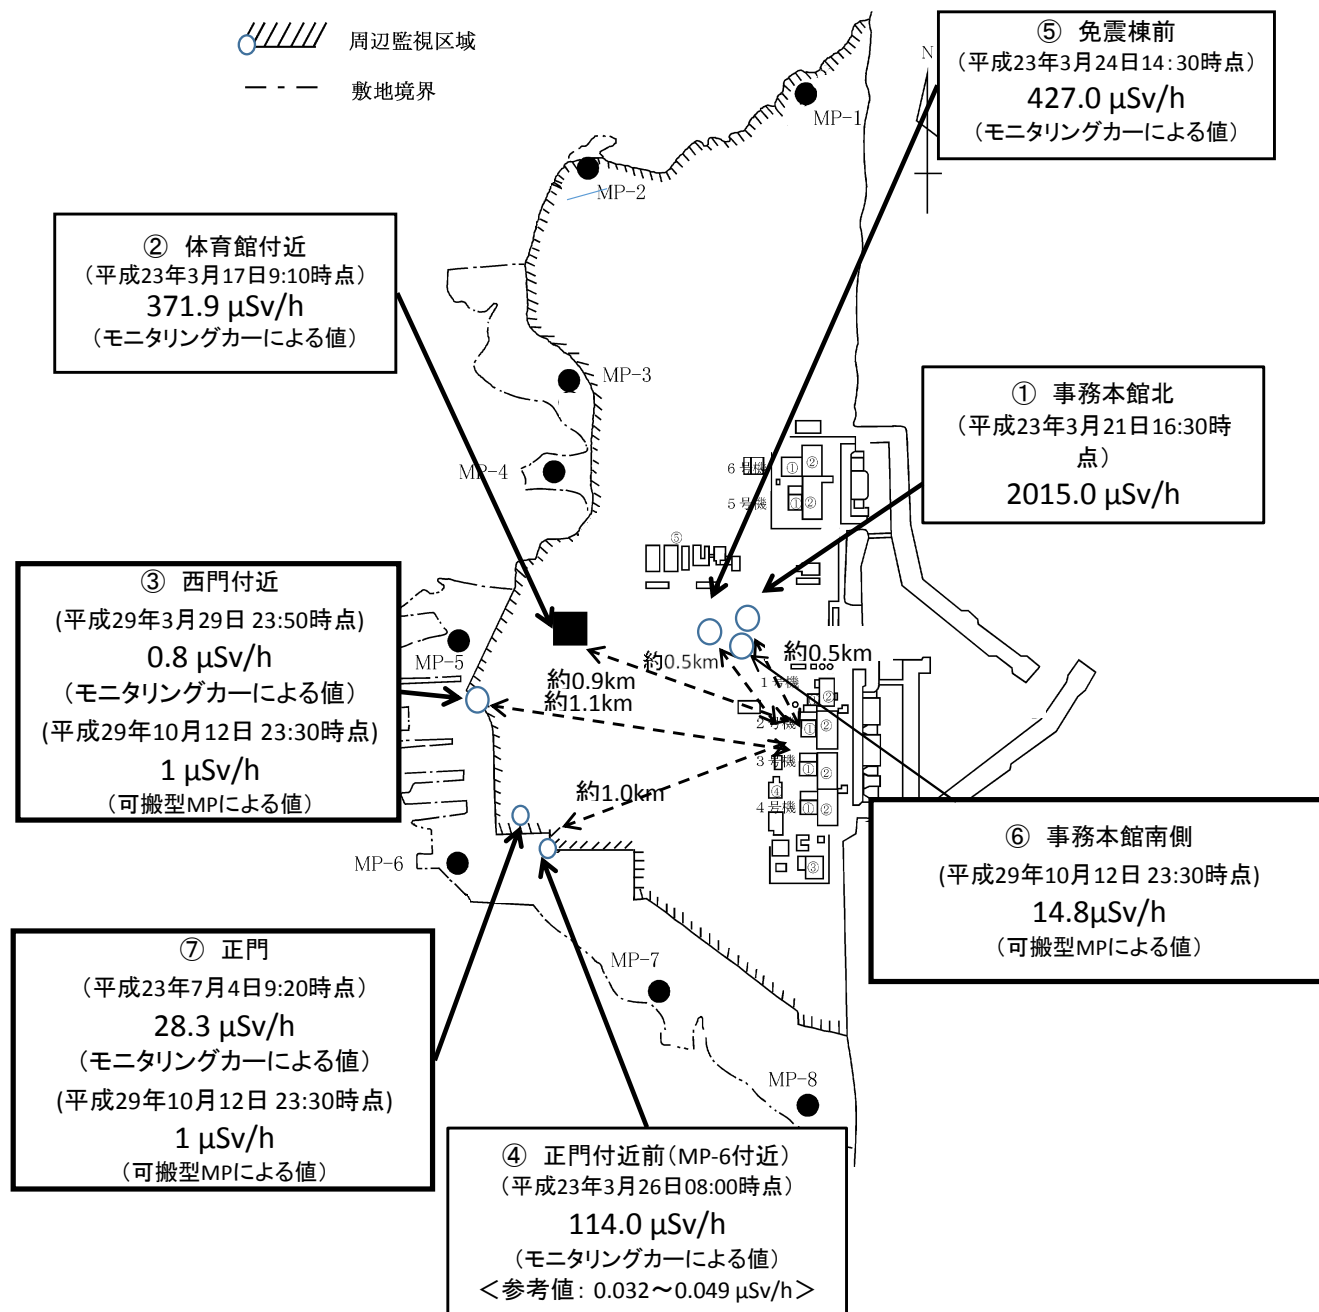 周辺監視区域
敷地境界
⑤ 免震棟前
（平成23年3月24日14:30時点）
427.0 µSv/h
（モニタリングカーによる値）
N
MP-1
MP-2
② 体育館付近
（平成23年3月17日9:10時点）
371.9 µSv/h
（モニタリングカーによる値）
MP-3
① 事務本館北
（平成23年3月21日16:30時
点）
2015.0 µSv/h
MP-4
6号機
①
②
5号機
①
②
⑤
③ 西門付近
(平成29年3月29日 23:50時点)
0.8 µSv/h
（モニタリングカーによる値）
(平成29年10月12日 23:30時点)
1 µSv/h
（可搬型MPによる値）
MP-5
約0.5km
約0.5km
約0.9km
約1.1km
1号機
②
2号機
①
②
3号機
①
②
④
4号機
①
②
③
約1.0km
MP-6
⑥ 事務本館南側
(平成29年10月12日 23:30時点)
14.8µSv/h
（可搬型MPによる値）
⑦ 正門
（平成23年7月4日9:20時点）
28.3 µSv/h
（モニタリングカーによる値）
(平成29年10月12日 23:30時点)
1 µSv/h
（可搬型MPによる値）
MP-7
MP-8
④ 正門付近前（MP-6付近）
（平成23年3月26日08:00時点）
114.0 µSv/h
（モニタリングカーによる値）
＜参考値： 0.032～0.049 µSv/h＞